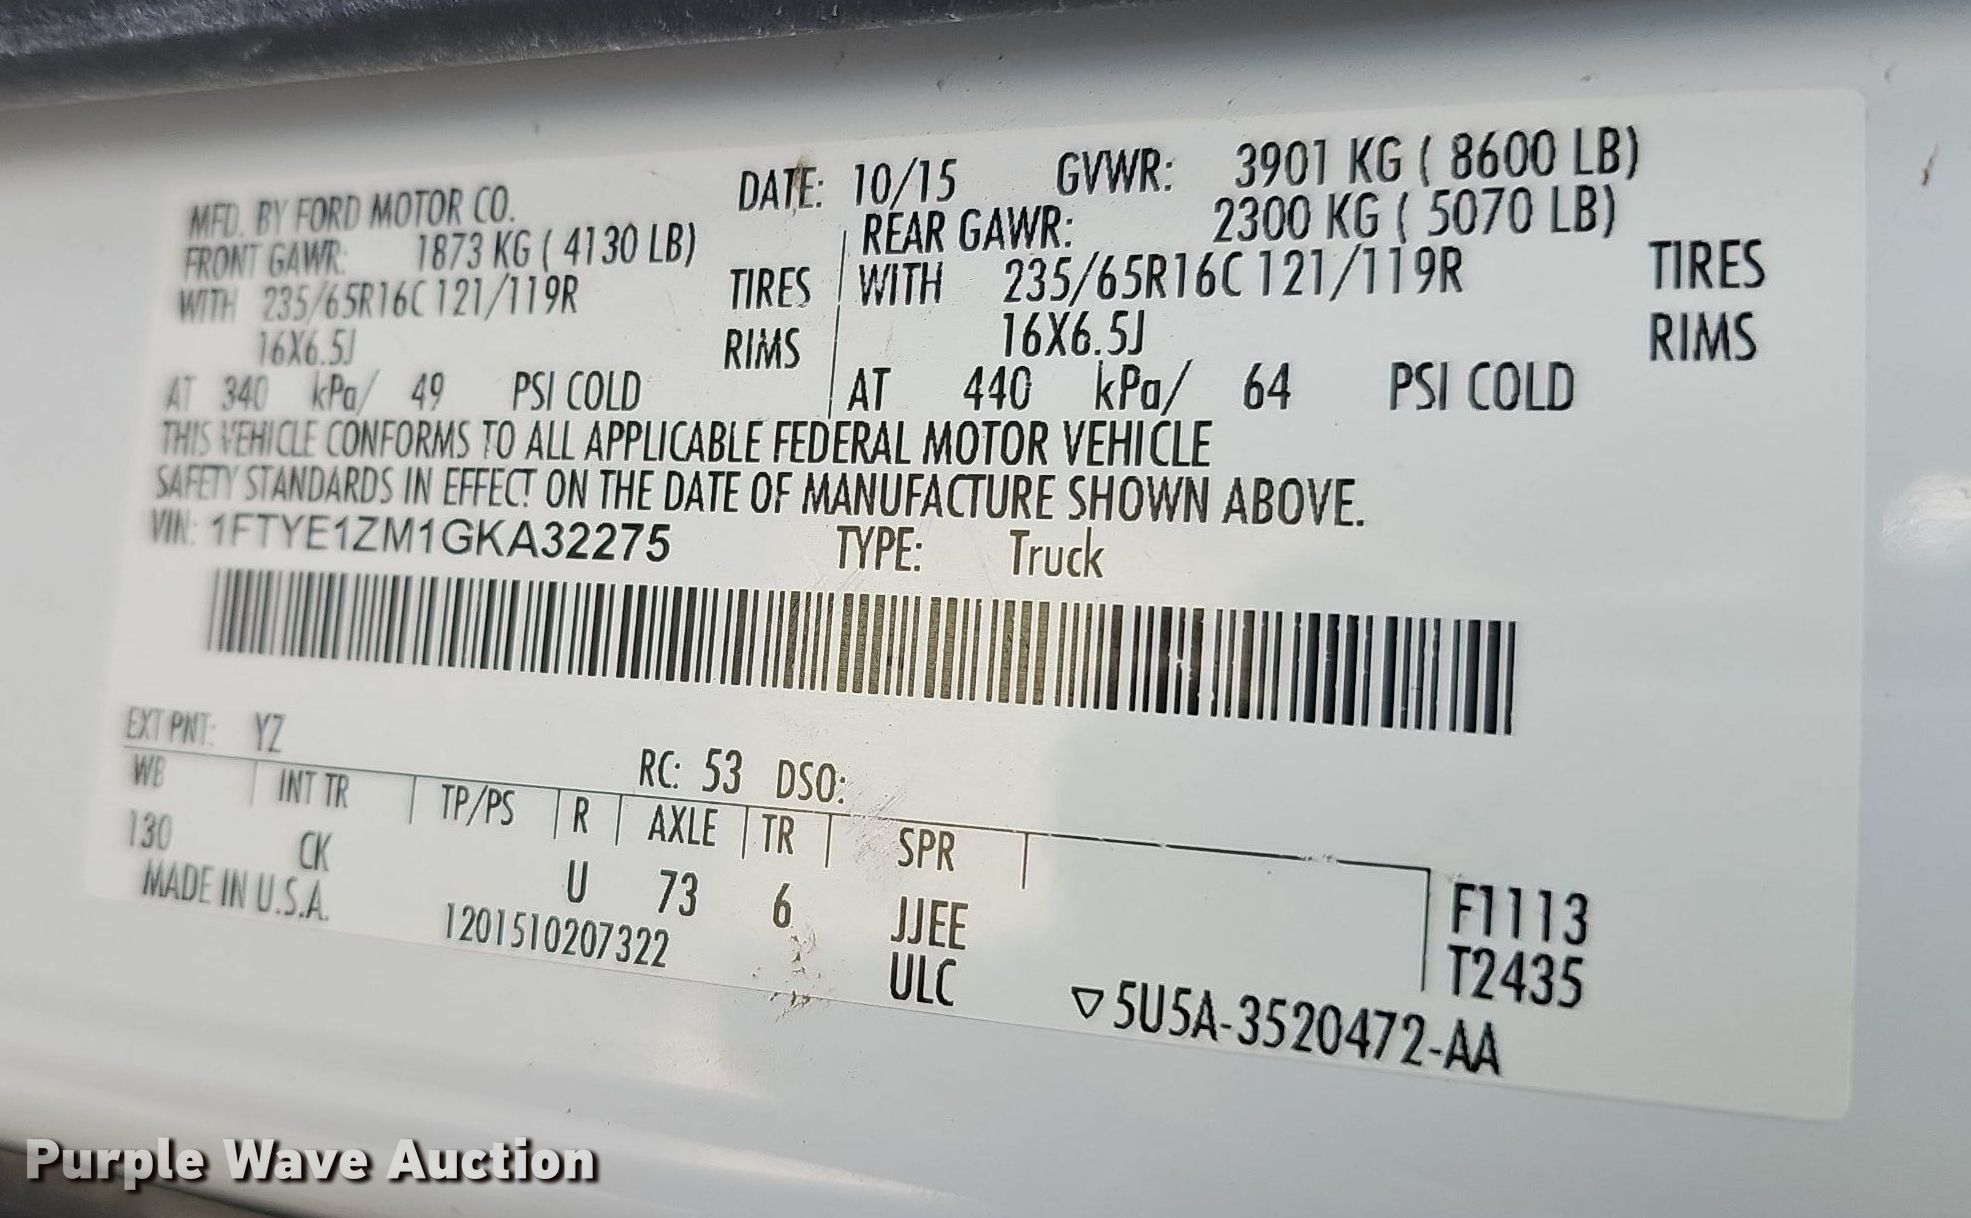 MFD. BY FORD MOTOR CO. DATE: 10/15 GVWR: 3901 KG ( 8600 LB)
FRONT GAWR: 1873 KG ( 4130 LB) REAR GAWR: 2300 KG ( 5070 LB)
WITH 235/65R16C 121/119R TIRES WITH 235/65R16C 121/119R TIRES
16X6.5J RIMS 16X6.5J RIMS
AT 340 kPa/ 49 PSI COLD AT 440 kPa/ 64 PSI COLD
THIS VEHICLE CONFORMS TO ALL APPLICABLE FEDERAL MOTOR VEHICLE
SAFETY STANDARDS IN EFFECT ON THE DATE OF MANUFACTURE SHOWN ABOVE.
VIN: 1FTYE1ZM1GKA32275 TYPE: Truck
EXT PNT: YZ RC: 53 DSO:
WB INT TR TP/PS R AXLE TR SPR
130 CK U 73 6 JJEE F1113
MADE IN U.S.A. 1201510207322 ULC T2435
▽5U5A-3520472-AA
Purple Wave Auction